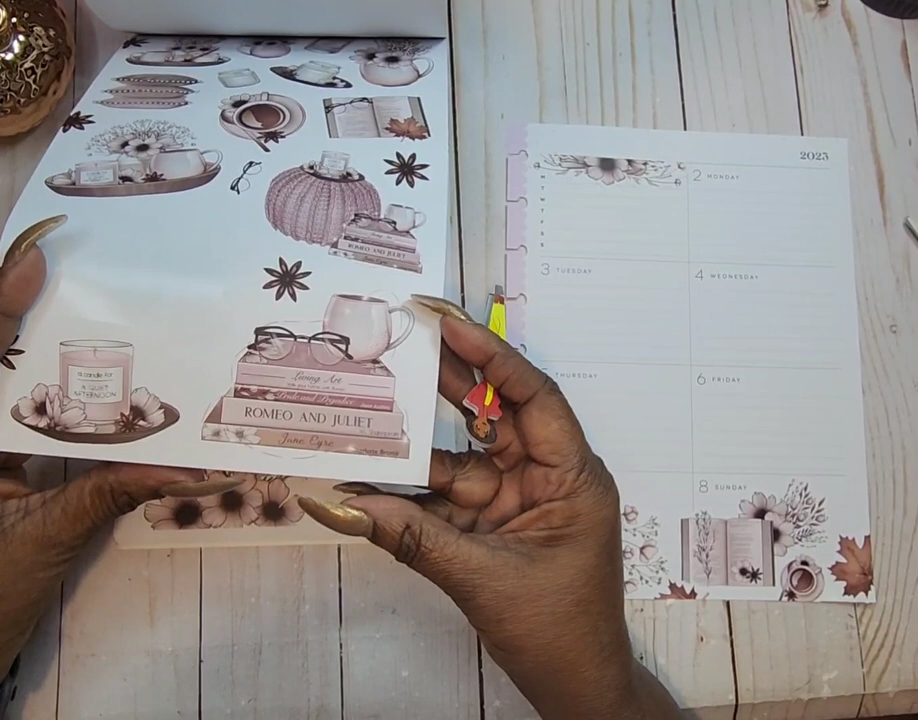 ROMEO AND JULIET
a candle for
A QUIET
AFTERNOON
Living Art
Pride and Prejudice
ROMEO AND JULIET
Jane Eyre
2023
M
T
W
T
F
S
S
2 MONDAY
3 TUESDAY
4 WEDNESDAY
THURSDAY
6 FRIDAY
8 SUNDAY